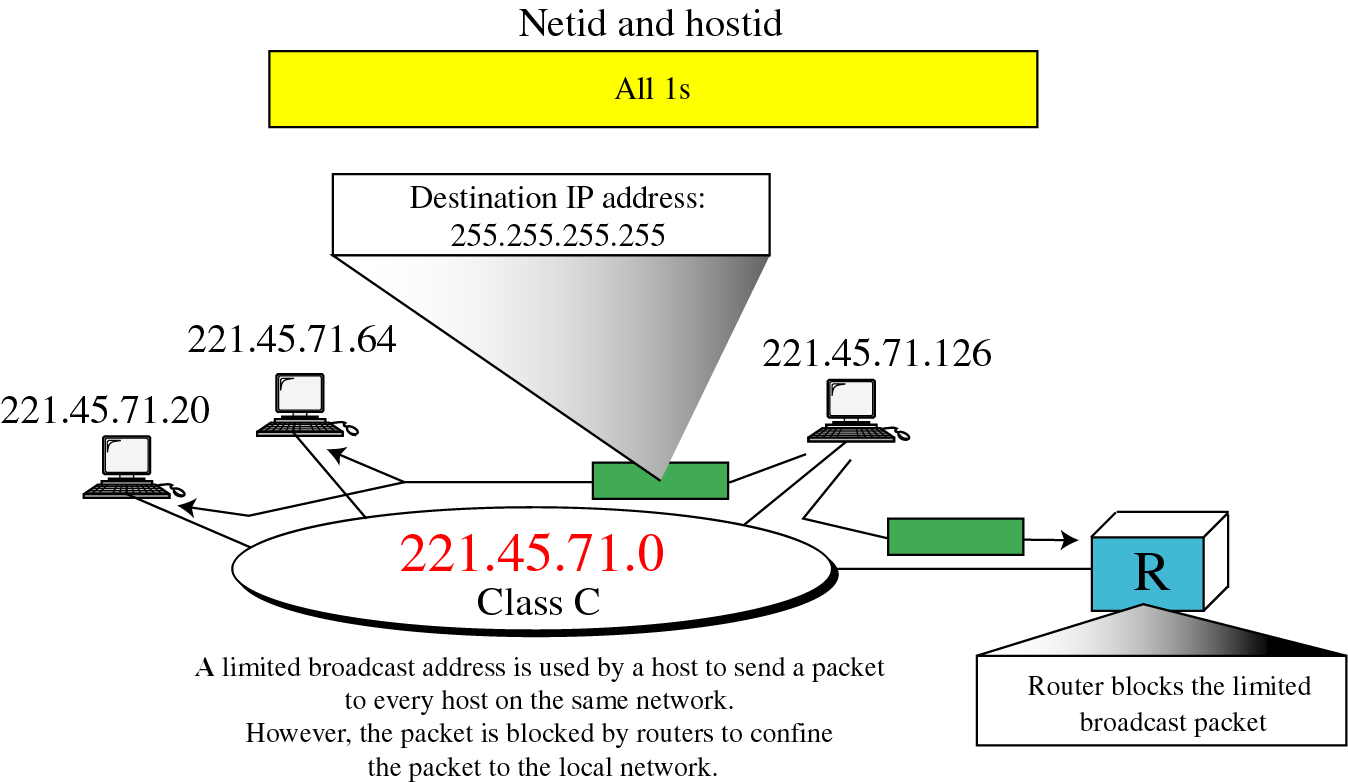 Netid and hostid
All 1s
Destination IP address:
255.255.255.255
221.45.71.64
221.45.71.126
221.45.71.20
221.45.71.0
Class C
R
A limited broadcast address is used by a host to send a packet
to every host on the same network.
However, the packet is blocked by routers to confine
the packet to the local network.
Router blocks the limited
broadcast packet